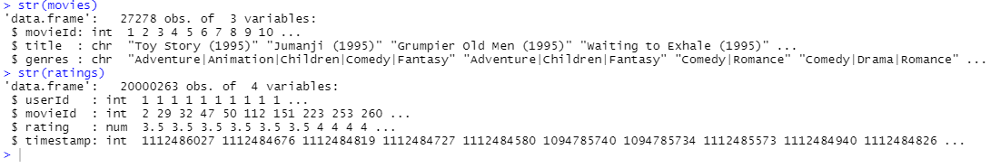 > str(movies)
'data.frame':   27278 obs. of  3 variables:
 $ movieId: int  1 2 3 4 5 6 7 8 9 10 ...
 $ title  : chr  "Toy Story (1995)" "Jumanji (1995)" "Grumpier Old Men (1995)" "Waiting to Exhale (1995)" ...
 $ genres : chr  "Adventure|Animation|Children|Comedy|Fantasy" "Adventure|Children|Fantasy" "Comedy|Romance" "Comedy|Drama|Romance" ...
> str(ratings)
'data.frame':   20000263 obs. of  4 variables:
 $ userId   : int  1 1 1 1 1 1 1 1 1 1 ...
 $ movieId  : int  2 29 32 47 50 112 151 223 253 260 ...
 $ rating   : num  3.5 3.5 3.5 3.5 3.5 3.5 4 4 4 4 ...
 $ timestamp: int  1112486027 1112484676 1112484819 1112484727 1112484580 1094785740 1094785734 1112485573 1112484940 1112484826 ...
>